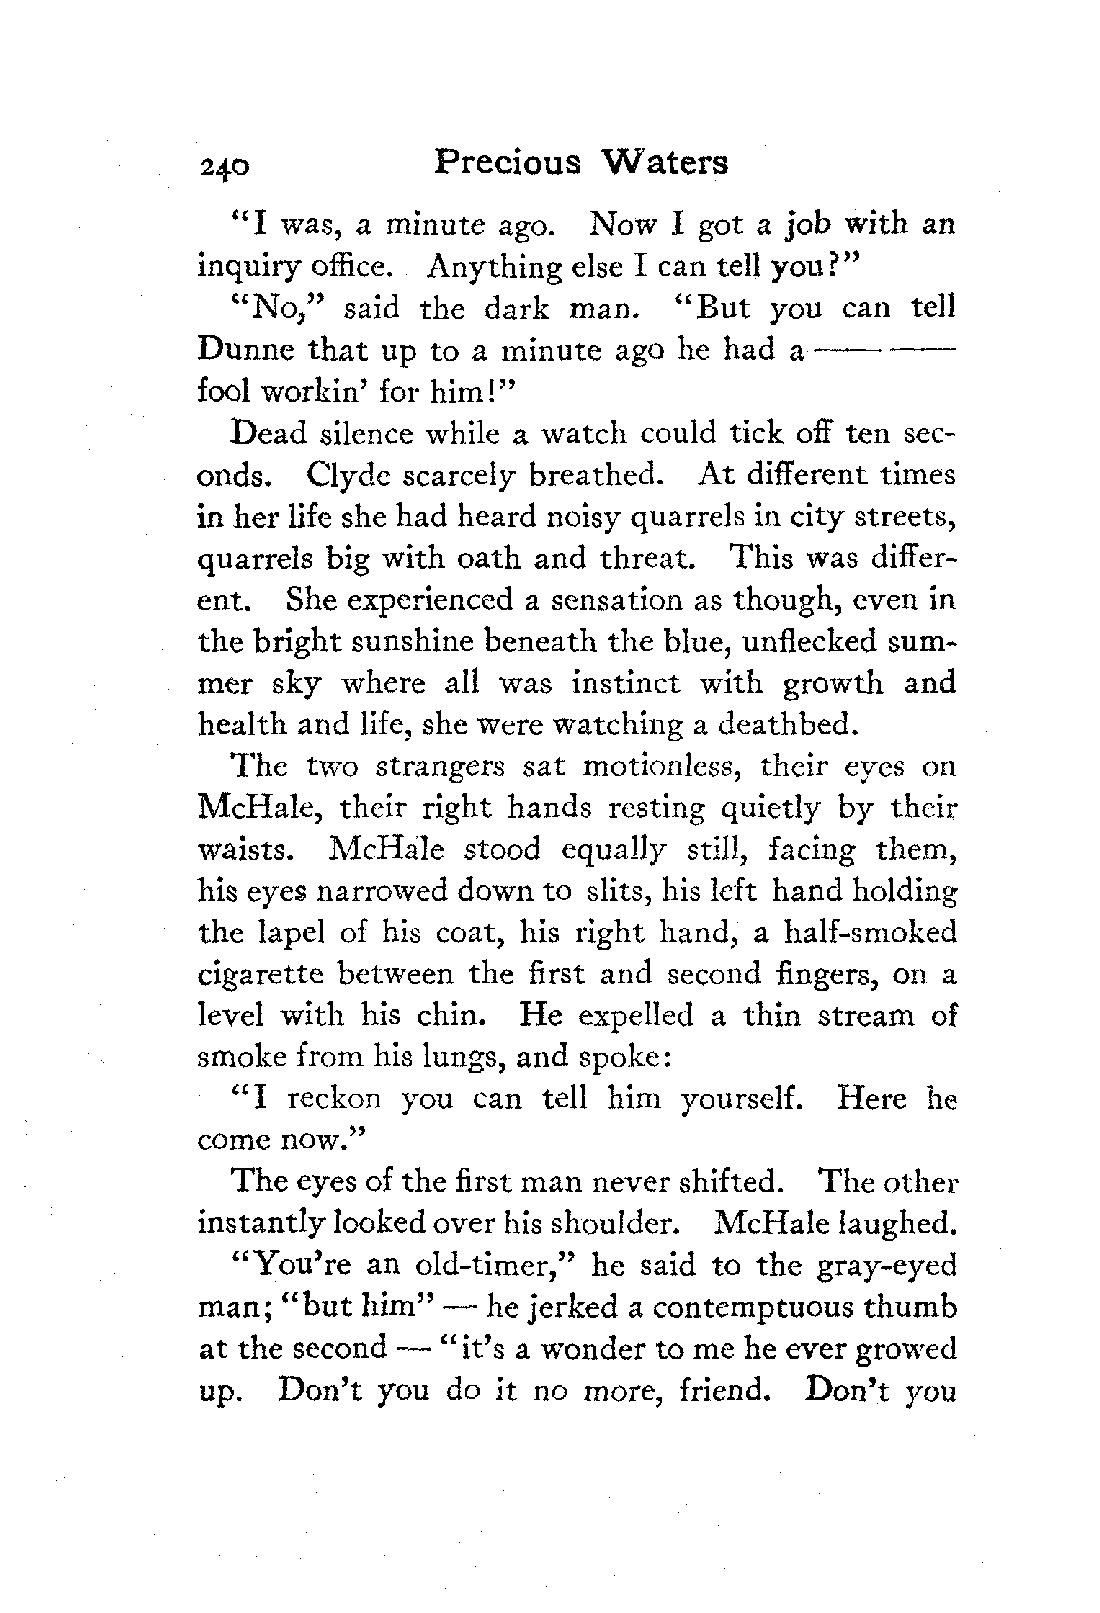 240 Precious Waters
"I was, a minute ago. Now I got a job with an
inquiry office. Anything else I can tell you?"
"No," said the dark man. "But you can tell
Dunne that up to a minute ago he had a — —
fool workin' for him!"
Dead silence while a watch could tick off ten sec-
onds. Clyde scarcely breathed. At different times
in her life she had heard noisy quarrels in city streets,
quarrels big with oath and threat. This was differ-
ent. She experienced a sensation as though, even in
the bright sunshine beneath the blue, unflecked sum-
mer sky where all was instinct with growth and
health and life, she were watching a deathbed.
The two strangers sat motionless, their eyes on
McHale, their right hands resting quietly by their
waists. McHale stood equally still, facing them,
his eyes narrowed down to slits, his left hand holding
the lapel of his coat, his right hand, a half-smoked
cigarette between the first and second fingers, on a
level with his chin. He expelled a thin stream of
smoke from his lungs, and spoke:
"I reckon you can tell him yourself. Here he
come now."
The eyes of the first man never shifted. The other
instantly looked over his shoulder. McHale laughed.
"You're an old-timer," he said to the gray-eyed
man; "but him" — he jerked a contemptuous thumb
at the second — "it's a wonder to me he ever growed
up. Don't you do it no more, friend. Don't you